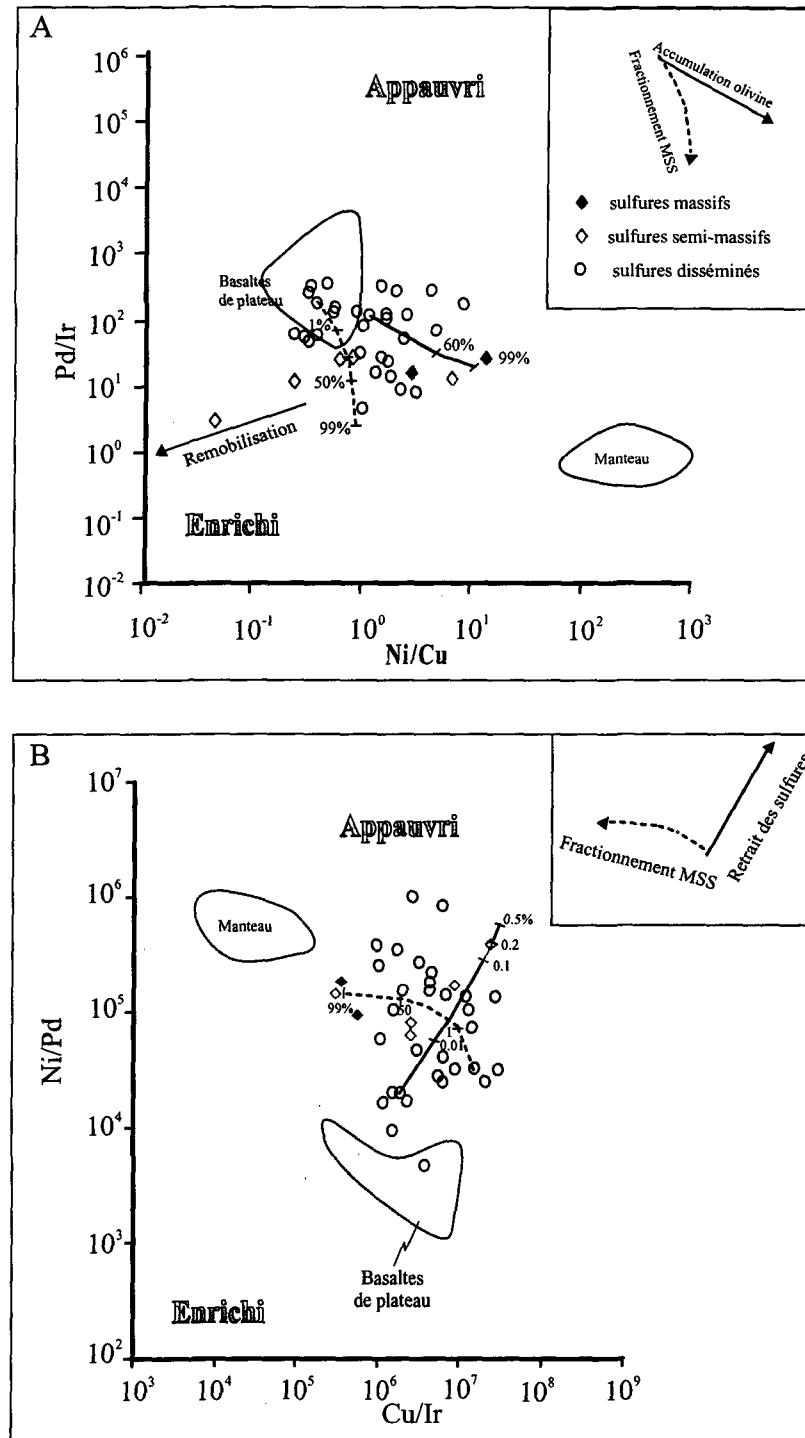 A
Appauvri
Accumulation olivine
Fractionnement MSS
sulfures massifs
sulfures semi-massifs
sulfures disséminés
10^6
10^5
10^4
10^3
10^2
10^1
10^0
10^-1
10^-2
Pd/Ir
Basaltes
de plateau
1%
50%
99%
60%
99%
Remobilisation
Manteau
Enrichi
10^-2
10^-1
10^0
10^1
10^2
10^3
Ni/Cu
B
Appauvri
Fractionnement MSS
Retrait des sulfures
10^7
10^6
10^5
10^4
10^3
10^2
Ni/Pd
Manteau
0.5%
0.2
0.1
99%
50
1
0.01
Basaltes
de plateau
Enrichi
10^3
10^4
10^5
10^6
10^7
10^8
10^9
Cu/Ir